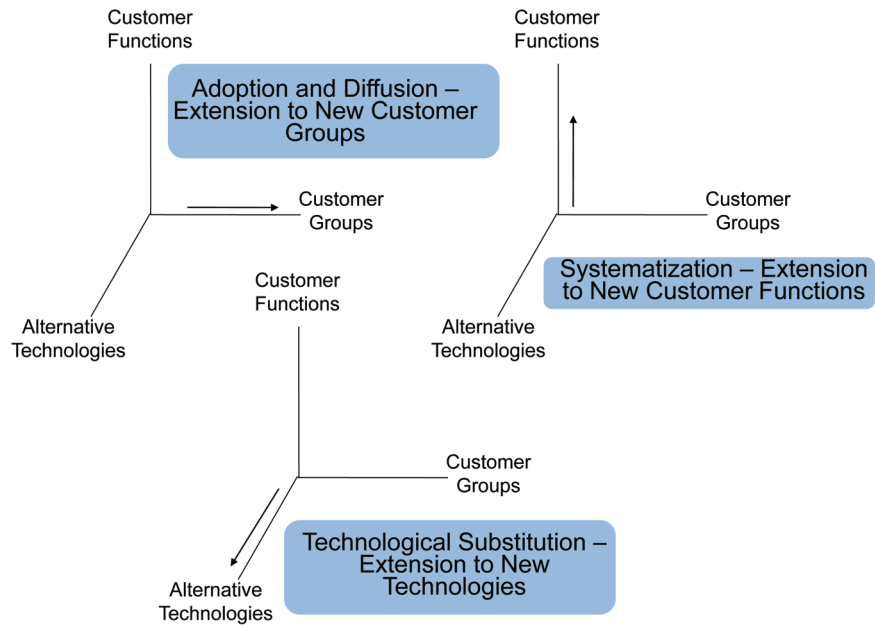 Customer
Functions
Adoption and Diffusion –
Extension to New Customer
Groups
Customer
Groups
Alternative
Technologies
Customer
Functions
Customer
Groups
Systematization – Extension
to New Customer Functions
Alternative
Technologies
Customer
Functions
Customer
Groups
Technological Substitution –
Extension to New
Technologies
Alternative
Technologies